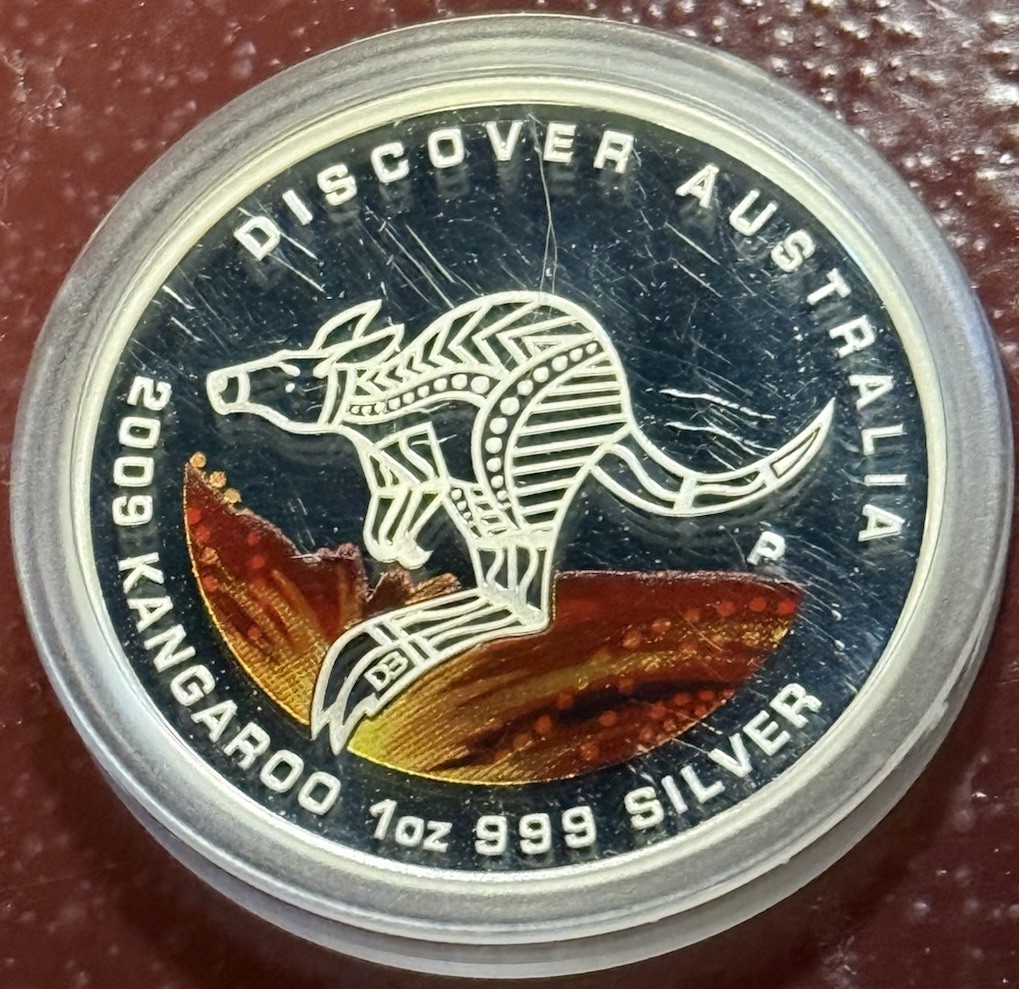 DISCOVER AUSTRALIA
P
DB
2009 KANGAROO 1oz 999 SILVER